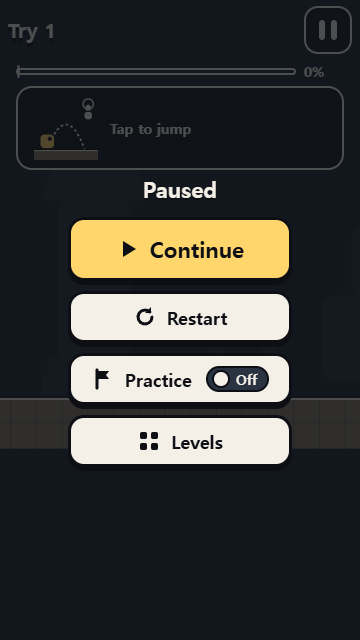 Try 1
0%
Tap to jump
Paused
Continue
Restart
Practice Off
Levels